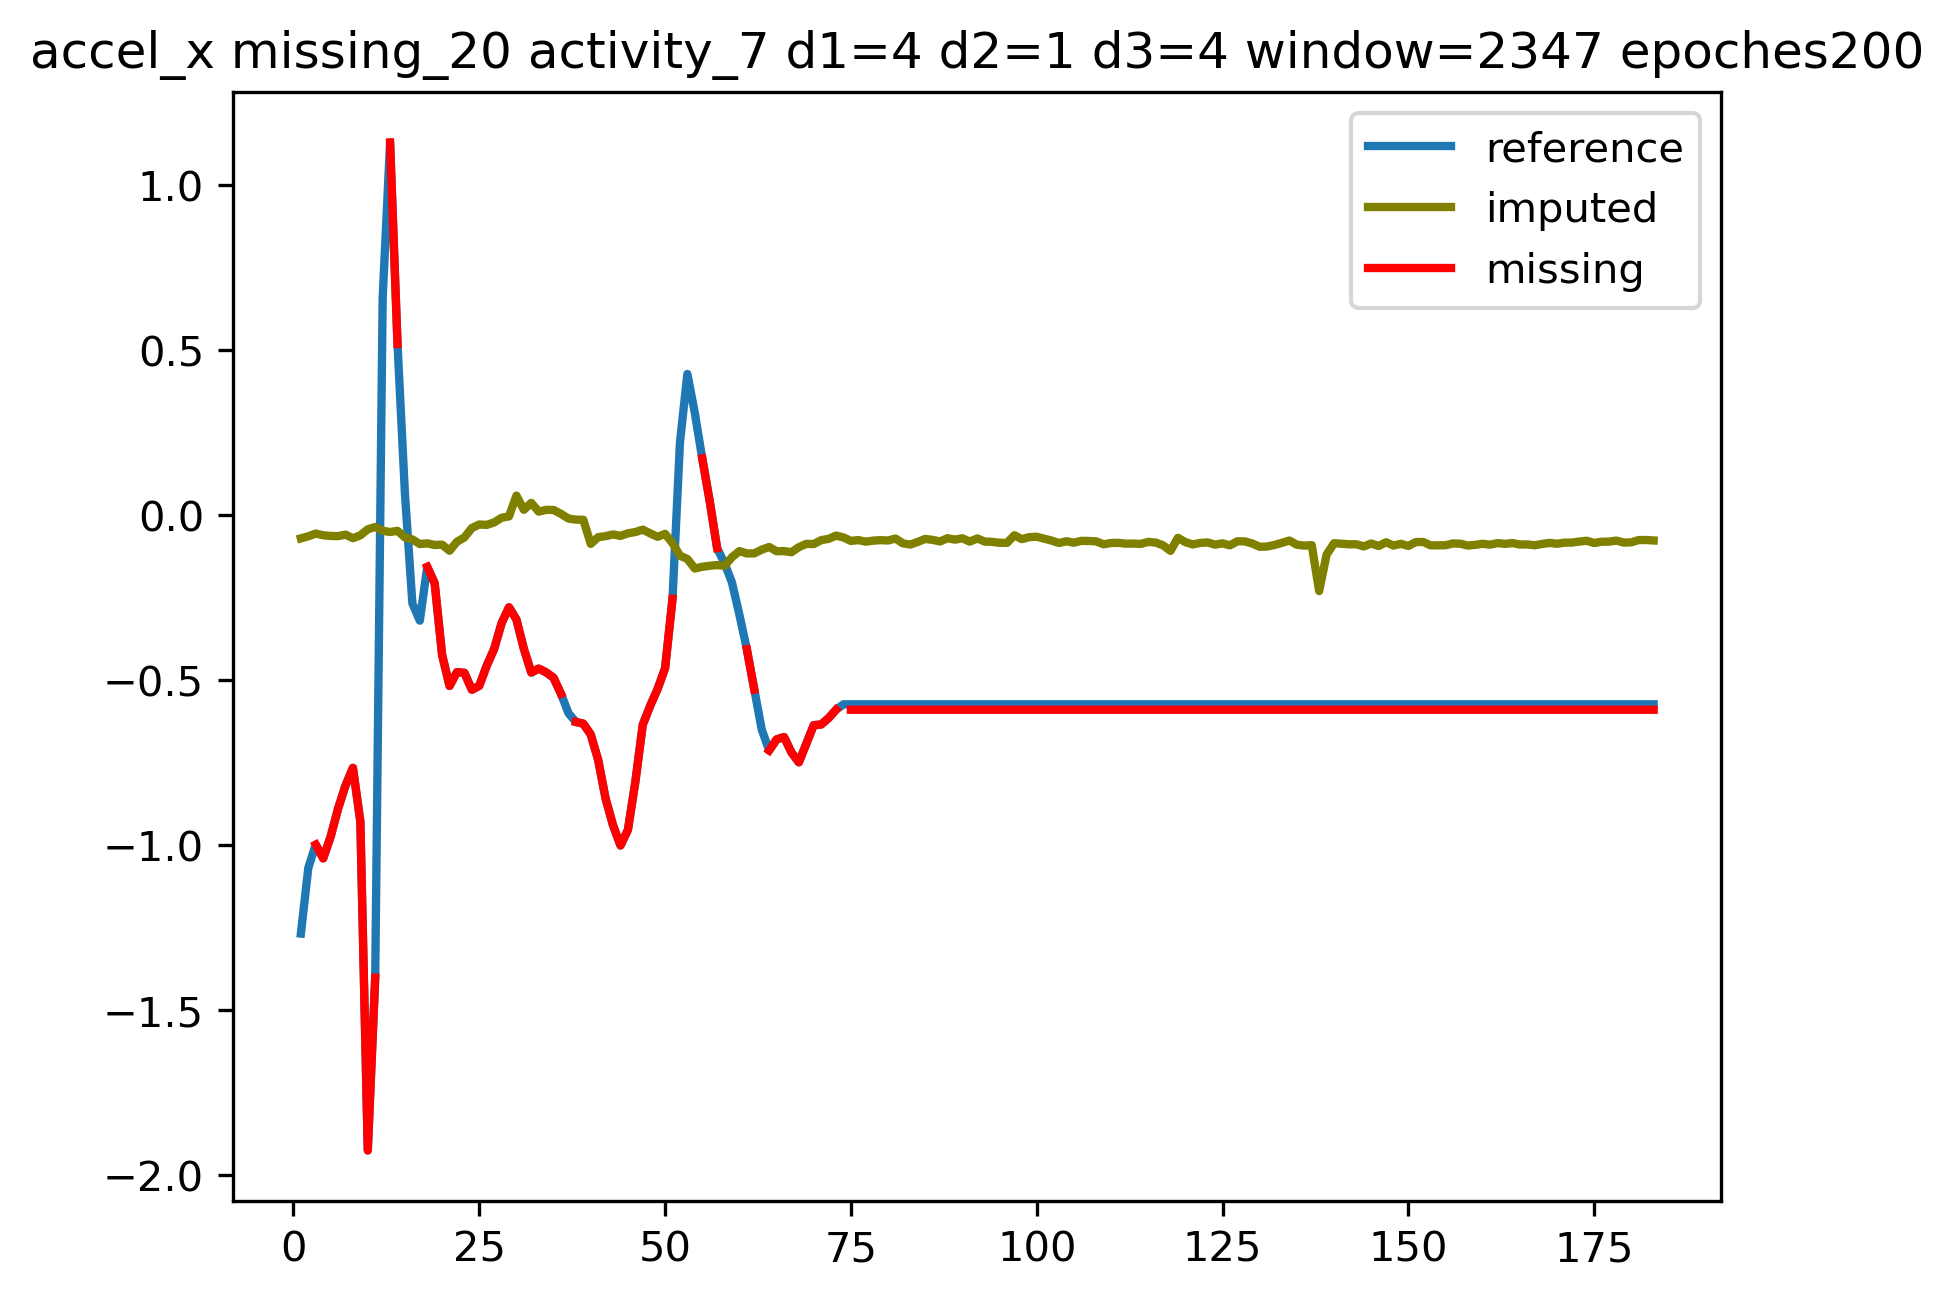 accel_x missing_20 activity_7 d1=4 d2=1 d3=4 window=2347 epoches200
reference
imputed
missing
1.0
0.5
0.0
−0.5
−1.0
−1.5
−2.0
0 25 50 75 100 125 150 175